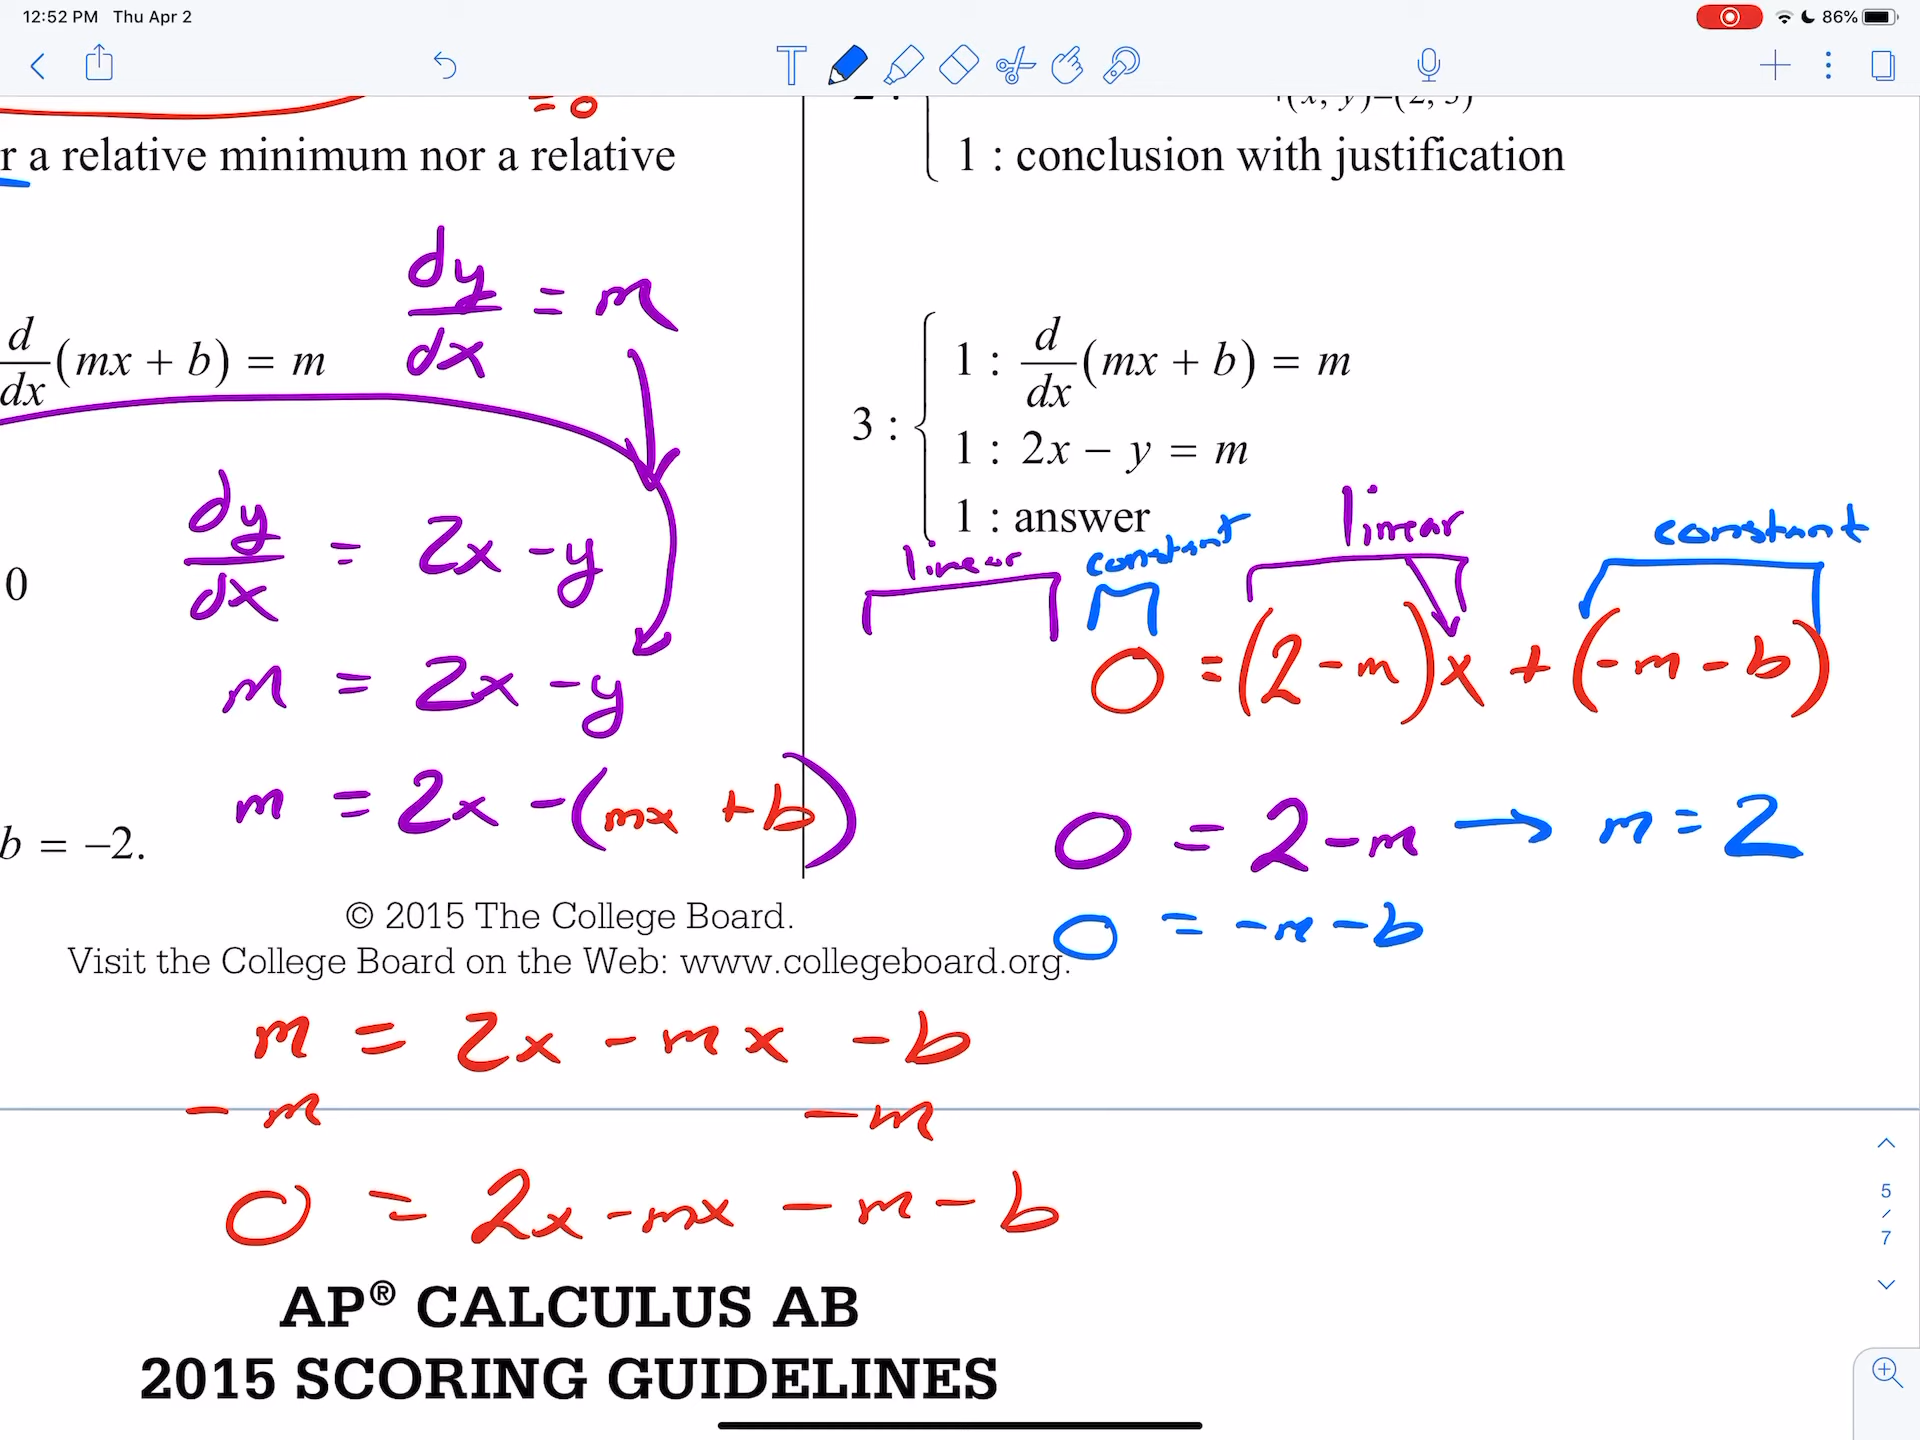 12:52 PM Thu Apr 2
86%
= 0
r a relative minimum nor a relative
dy/dx = m
d/dx (mx + b) = m
dy/dx = 2x - y
0
m = 2x - y
m = 2x - (mx + b)
b = −2.
© 2015 The College Board.
Visit the College Board on the Web: www.collegeboard.org.
m = 2x - mx - b
- m - m
0 = 2x - mx - m - b
AP® CALCULUS AB
2015 SCORING GUIDELINES
1 : conclusion with justification
3 :
1 : d/dx (mx + b) = m
1 : 2x − y = m
1 : answer
linear constant linear constant
0 = (2 - m)x + (-m - b)
0 = 2 - m → m = 2
0 = -m - b
5
/
7